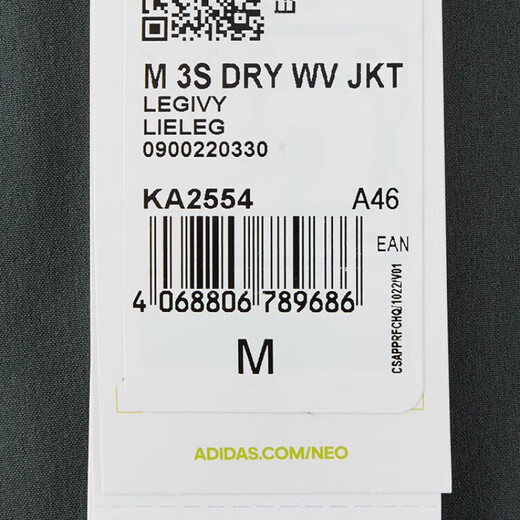 M 3S DRY WV JKT
LEGIVY
LIELEG
0900220330
KA2554 A46
EAN
4 068806 789686
CSAPPRFCHQ/1022/V01
M
ADIDAS.COM/NEO